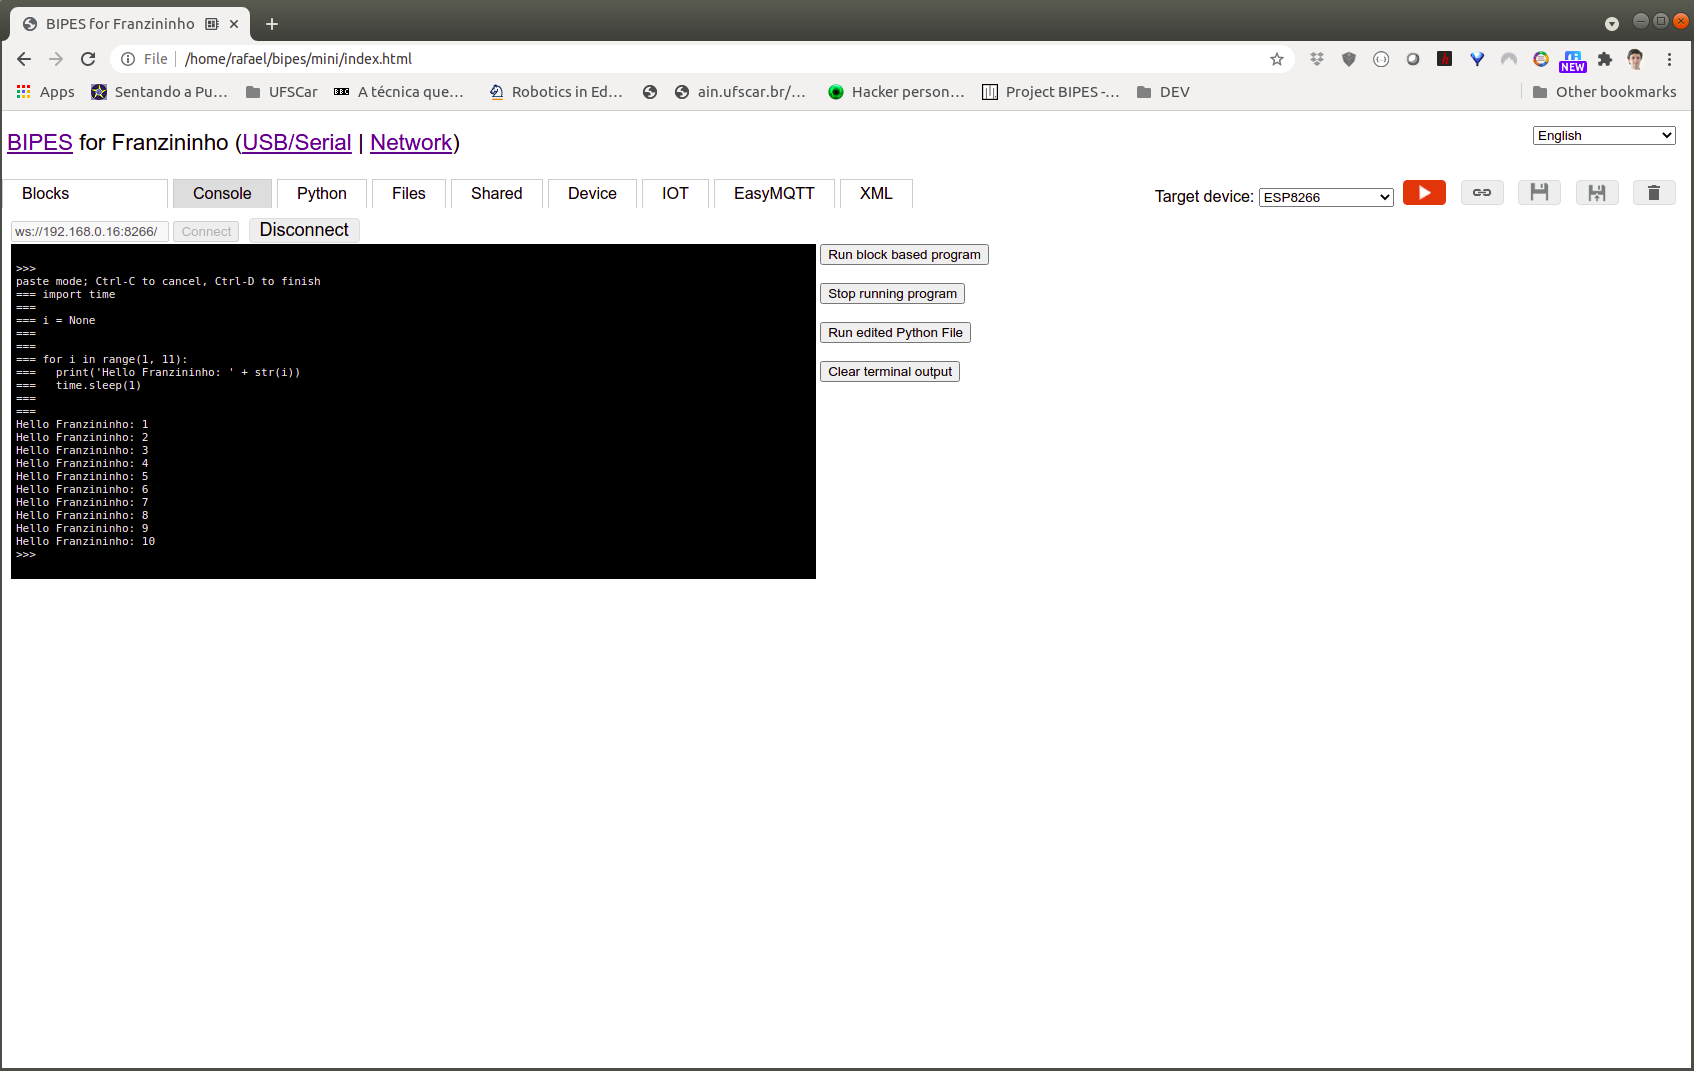 BIPES for Franzininho
File /home/rafael/bipes/mini/index.html
NEW
Apps Sentando a Pu… UFSCar BBC A técnica que… Robotics in Ed… ain.ufscar.br/… Hacker person… Project BIPES -… DEV Other bookmarks
BIPES for Franzininho (USB/Serial | Network)
English
Blocks Console Python Files Shared Device IOT EasyMQTT XML
Target device: ESP8266
ws://192.168.0.16:8266/ Connect Disconnect
>>>
paste mode; Ctrl-C to cancel, Ctrl-D to finish
=== import time
===
=== i = None
===
===
=== for i in range(1, 11):
===   print('Hello Franzininho: ' + str(i))
===   time.sleep(1)
===
===
Hello Franzininho: 1
Hello Franzininho: 2
Hello Franzininho: 3
Hello Franzininho: 4
Hello Franzininho: 5
Hello Franzininho: 6
Hello Franzininho: 7
Hello Franzininho: 8
Hello Franzininho: 9
Hello Franzininho: 10
>>>
Run block based program
Stop running program
Run edited Python File
Clear terminal output